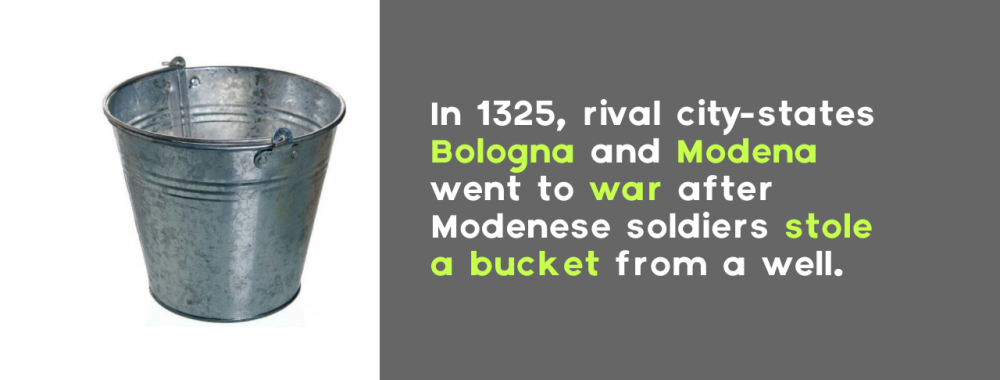 In 1325, rival city-states
Bologna and Modena
went to war after
Modenese soldiers stole
a bucket from a well.